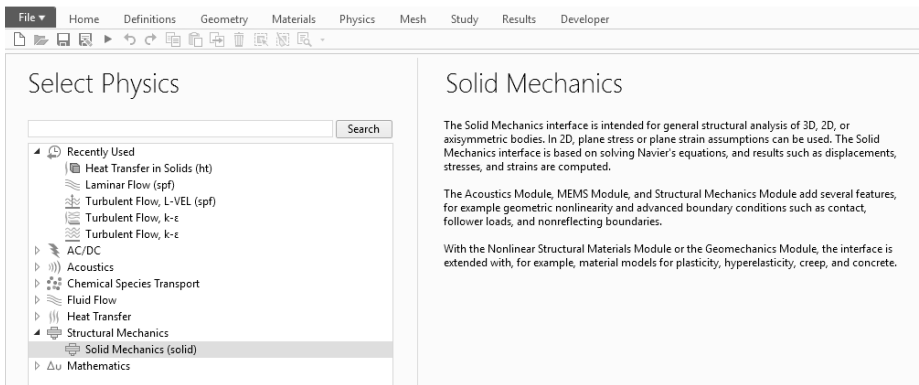 File Home Definitions Geometry Materials Physics Mesh Study Results Developer
Select Physics
Search
Recently Used
Heat Transfer in Solids (ht)
Laminar Flow (spf)
Turbulent Flow, L-VEL (spf)
Turbulent Flow, k-ε
Turbulent Flow, k-ε
AC/DC
Acoustics
Chemical Species Transport
Fluid Flow
Heat Transfer
Structural Mechanics
Solid Mechanics (solid)
Δu Mathematics
Solid Mechanics
The Solid Mechanics interface is intended for general structural analysis of 3D, 2D, or
axisymmetric bodies. In 2D, plane stress or plane strain assumptions can be used. The Solid
Mechanics interface is based on solving Navier's equations, and results such as displacements,
stresses, and strains are computed.
The Acoustics Module, MEMS Module, and Structural Mechanics Module add several features,
for example geometric nonlinearity and advanced boundary conditions such as contact,
follower loads, and nonreflecting boundaries.
With the Nonlinear Structural Materials Module or the Geomechanics Module, the interface is
extended with, for example, material models for plasticity, hyperelasticity, creep, and concrete.